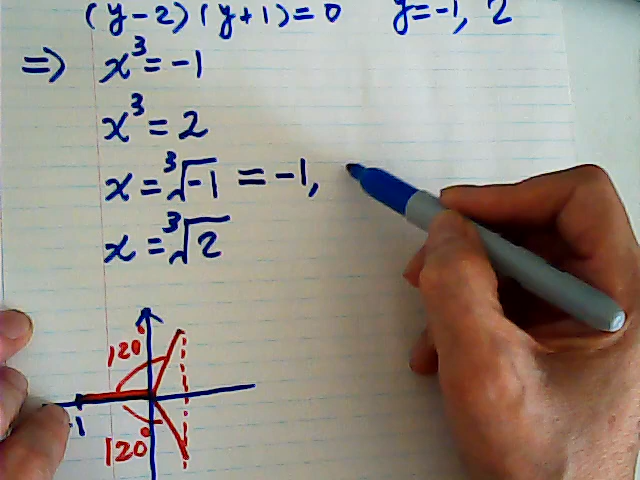 (y-2)(y+1)=0 y=-1, 2
⇒ x³=-1
x³=2
x=∛-1 = -1,
x=∛2
120°
-1
120°